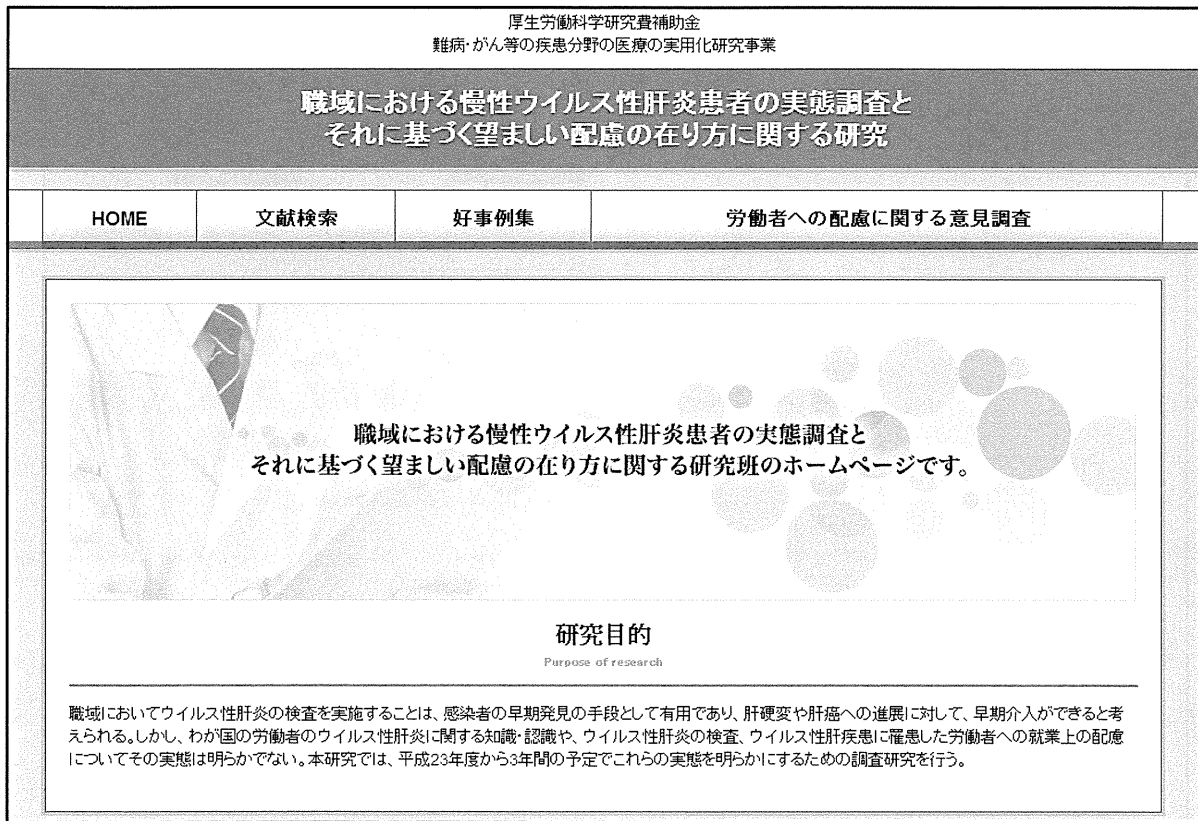 厚生労働科学研究費補助金
難病・がん等の疾患分野の医療の実用化研究事業
職域における慢性ウイルス性肝炎患者の実態調査と
それに基づく望ましい配慮の在り方に関する研究
HOME 文献検索 好事例集 労働者への配慮に関する意見調査
職域における慢性ウイルス性肝炎患者の実態調査と
それに基づく望ましい配慮の在り方に関する研究班のホームページです。
研究目的
Purpose of research
職域においてウイルス性肝炎の検査を実施することは、感染者の早期発見の手段として有用であり、肝硬変や肝癌への進展に対して、早期介入ができると考
えられる。しかし、わが国の労働者のウイルス性肝炎に関する知識・認識や、ウイルス性肝炎の検査、ウイルス性肝疾患に罹患した労働者への就業上の配慮
についてその実態は明らかでない。本研究では、平成23年度から3年間の予定でこれらの実態を明らかにするための調査研究を行う。